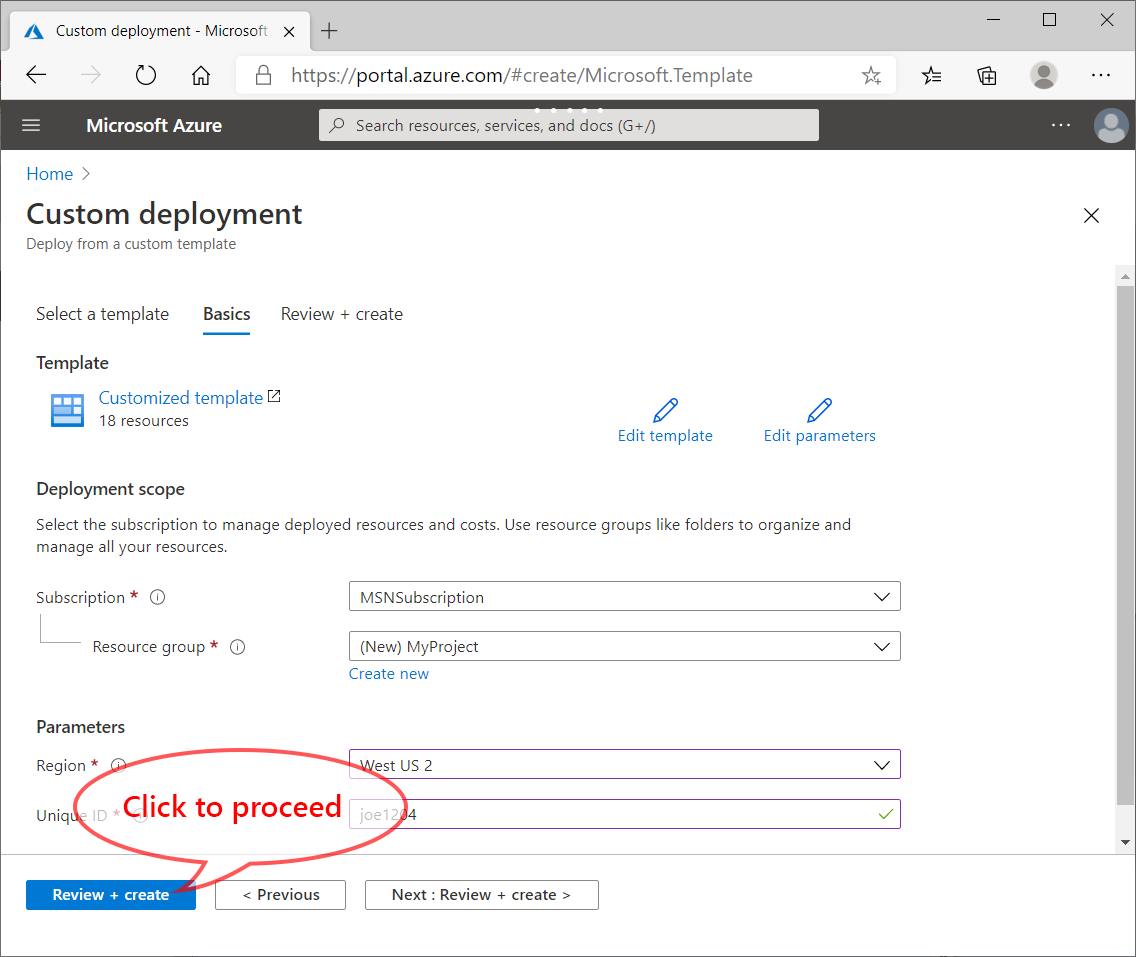 Custom deployment - Microsoft
https://portal.azure.com/#create/Microsoft.Template
Microsoft Azure
Search resources, services, and docs (G+/)
Home
Custom deployment
Deploy from a custom template
Select a template Basics Review + create
Template
Customized template
18 resources
Edit template Edit parameters
Deployment scope
Select the subscription to manage deployed resources and costs. Use resource groups like folders to organize and
manage all your resources.
Subscription * MSNSubscription
Resource group * (New) MyProject
Create new
Parameters
Region * West US 2
Unique ID * joe1204
Click to proceed
Review + create < Previous Next : Review + create >